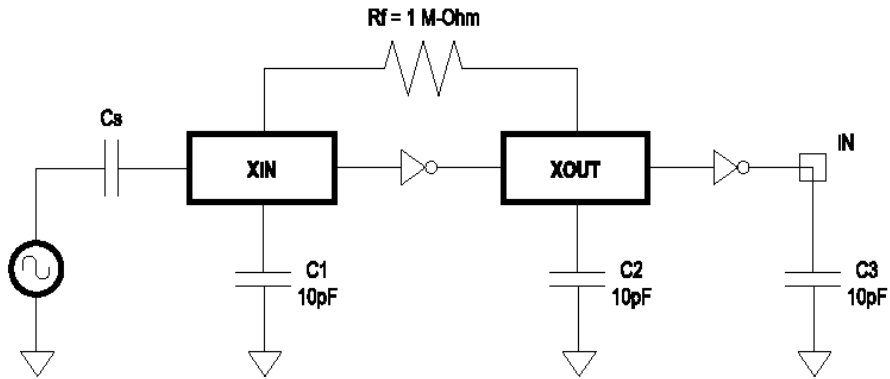 Rf = 1 M-Ohm
Cs
XIN
XOUT
IN
C1
10pF
C2
10pF
C3
10pF